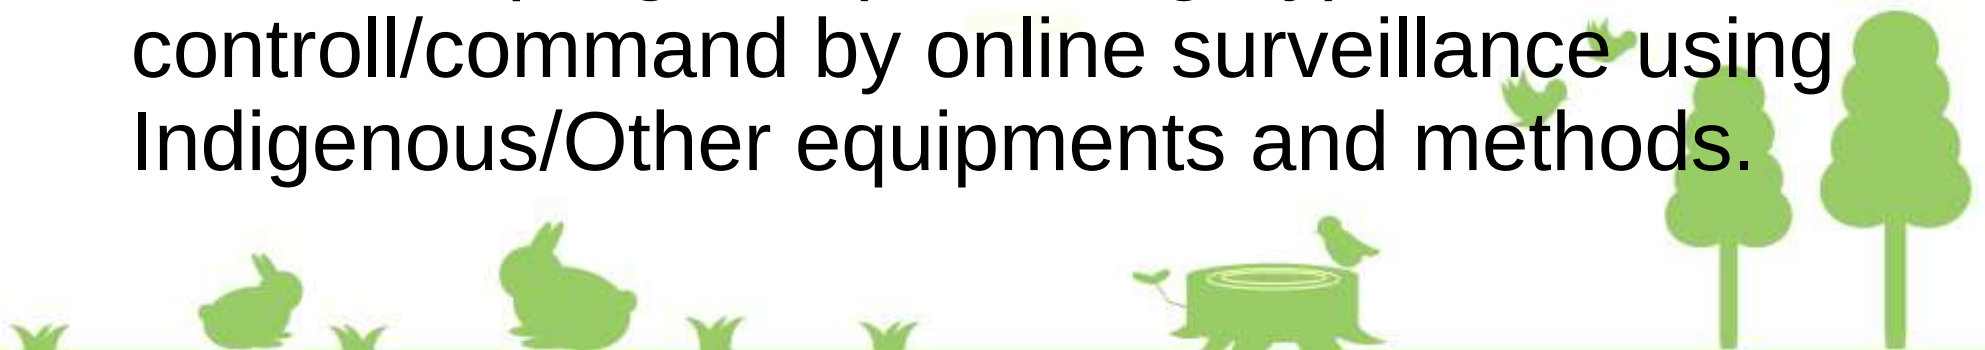 controll/command by online surveillance using
Indigenous/Other equipments and methods.